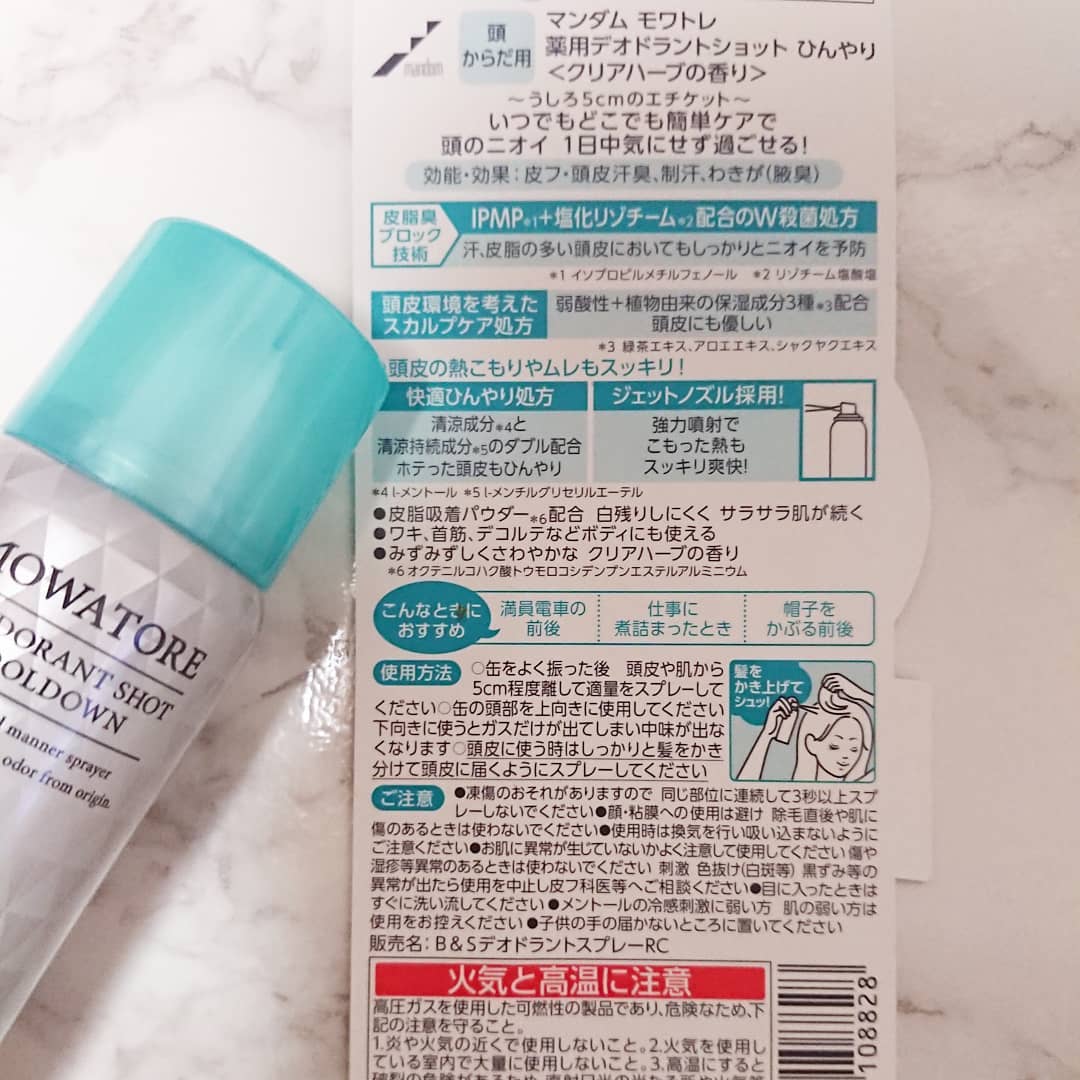 mandom
頭
からだ用
マンダム モワトレ
薬用デオドラントショット ひんやり
<クリアハーブの香り>
~うしろ5cmのエチケット~
いつでもどこでも簡単ケアで
頭のニオイ 1日中気にせず過ごせる!
効能・効果:皮フ・頭皮汗臭、制汗、わきが(腋臭)
皮脂臭
ブロック
技術
IPMP*1+塩化リゾチーム*2配合のW殺菌処方
汗、皮脂の多い頭皮においてもしっかりとニオイを予防
*1 イソプロピルメチルフェノール *2 リゾチーム塩酸塩
頭皮環境を考えた
スカルプケア処方
弱酸性+植物由来の保湿成分3種*3配合
頭皮にも優しい
*3 緑茶エキス、アロエエキス、シャクヤクエキス
頭皮の熱こもりやムレもスッキリ!
快適ひんやり処方
清涼成分*4と
清涼持続成分*5のダブル配合
ホテった頭皮もひんやり
ジェットノズル採用!
強力噴射で
こもった熱も
スッキリ爽快!
*4 l-メントール *5 l-メンチルグリセリルエーテル
●皮脂吸着パウダー*6配合 白残りしにくく サラサラ肌が続く
●ワキ、首筋、デコルテなどボディにも使える
●みずみずしくさわやかな クリアハーブの香り
*6 オクテニルコハク酸トウモロコシデンプンエステルアルミニウム
こんなときに
おすすめ
満員電車の
前後
仕事に
煮詰まったとき
帽子を
かぶる前後
使用方法
○缶をよく振った後 頭皮や肌から
5cm程度離して適量をスプレーして
ください○缶の頭部を上向きに使用してください
下向きに使うとガスだけが出てしまい中味が出な
くなります○頭皮に使う時はしっかりと髪をかき
分けて頭皮に届くようにスプレーしてください
髪を
かき上げて
シュッ!
ご注意
●凍傷のおそれがありますので 同じ部位に連続して3秒以上スプ
レーしないでください●顔・粘膜への使用は避け 除毛直後や肌に
傷のあるときは使わないでください●使用時は換気を行い吸い込まないように
ご注意ください●お肌に異常が生じていないかよく注意して使用してください 傷や
湿疹等異常のあるときは使わないでください 刺激 色抜け(白斑等) 黒ずみ等の
異常が出たら使用を中止し皮フ科医等へご相談ください●目に入ったときは
すぐに洗い流してください●メントールの冷感刺激に弱い方 肌の弱い方は
使用をお控えください●子供の手の届かないところに置いてください
販売名:B&SデオドラントスプレーRC
火気と高温に注意
高圧ガスを使用した可燃性の製品であり、危険なため、下
記の注意を守ること。
1.炎や火気の近くで使用しないこと。2.火気を使用し
ている室内で大量に使用しないこと。3.高温にすると
破裂の危険があるため、直射日光の当たる所や火気等
108828
MOWATORE
DORANT SHOT
OOLDOWN
manner sprayer
odor from origin.